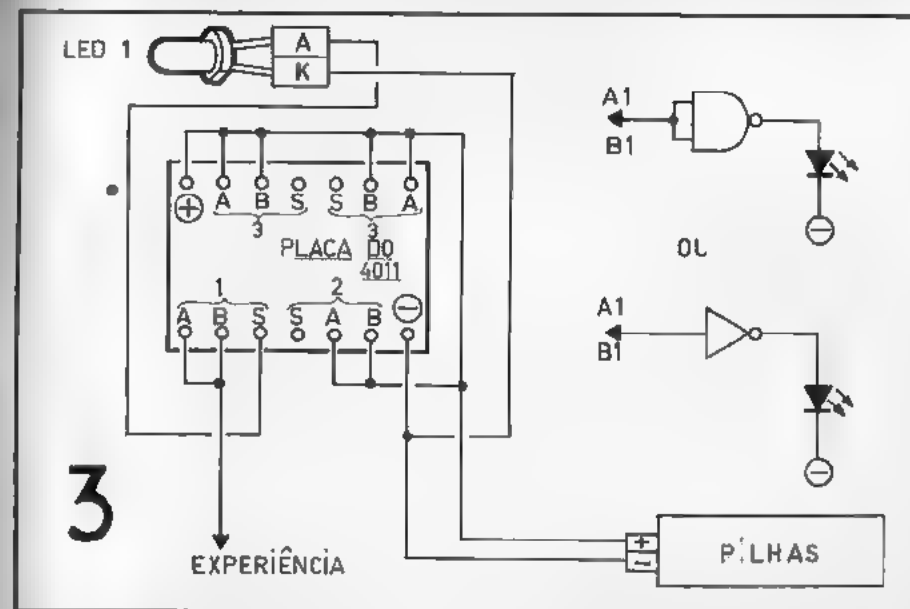 LED 1
A
K
+ A B S S B A
3 3
PLACA DO
4011
1 2
A B S S A B −
A1
B1
OU
A1
B1
−
−
3
EXPERIÊNCIA
+
−
PILHAS